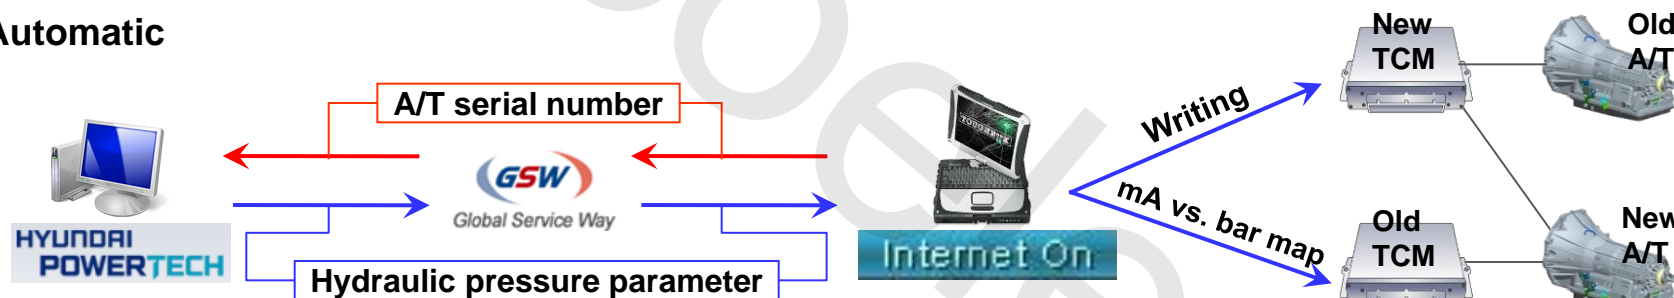 Automatic
A/T serial number
GSW
Global Service Way
HYUNDAI
POWERTECH
Hydraulic pressure parameter
TOUGHBOOK
Internet On
Writing
mA vs. bar map
New
TCM
Old
A/T
Old
TCM
New
A/T